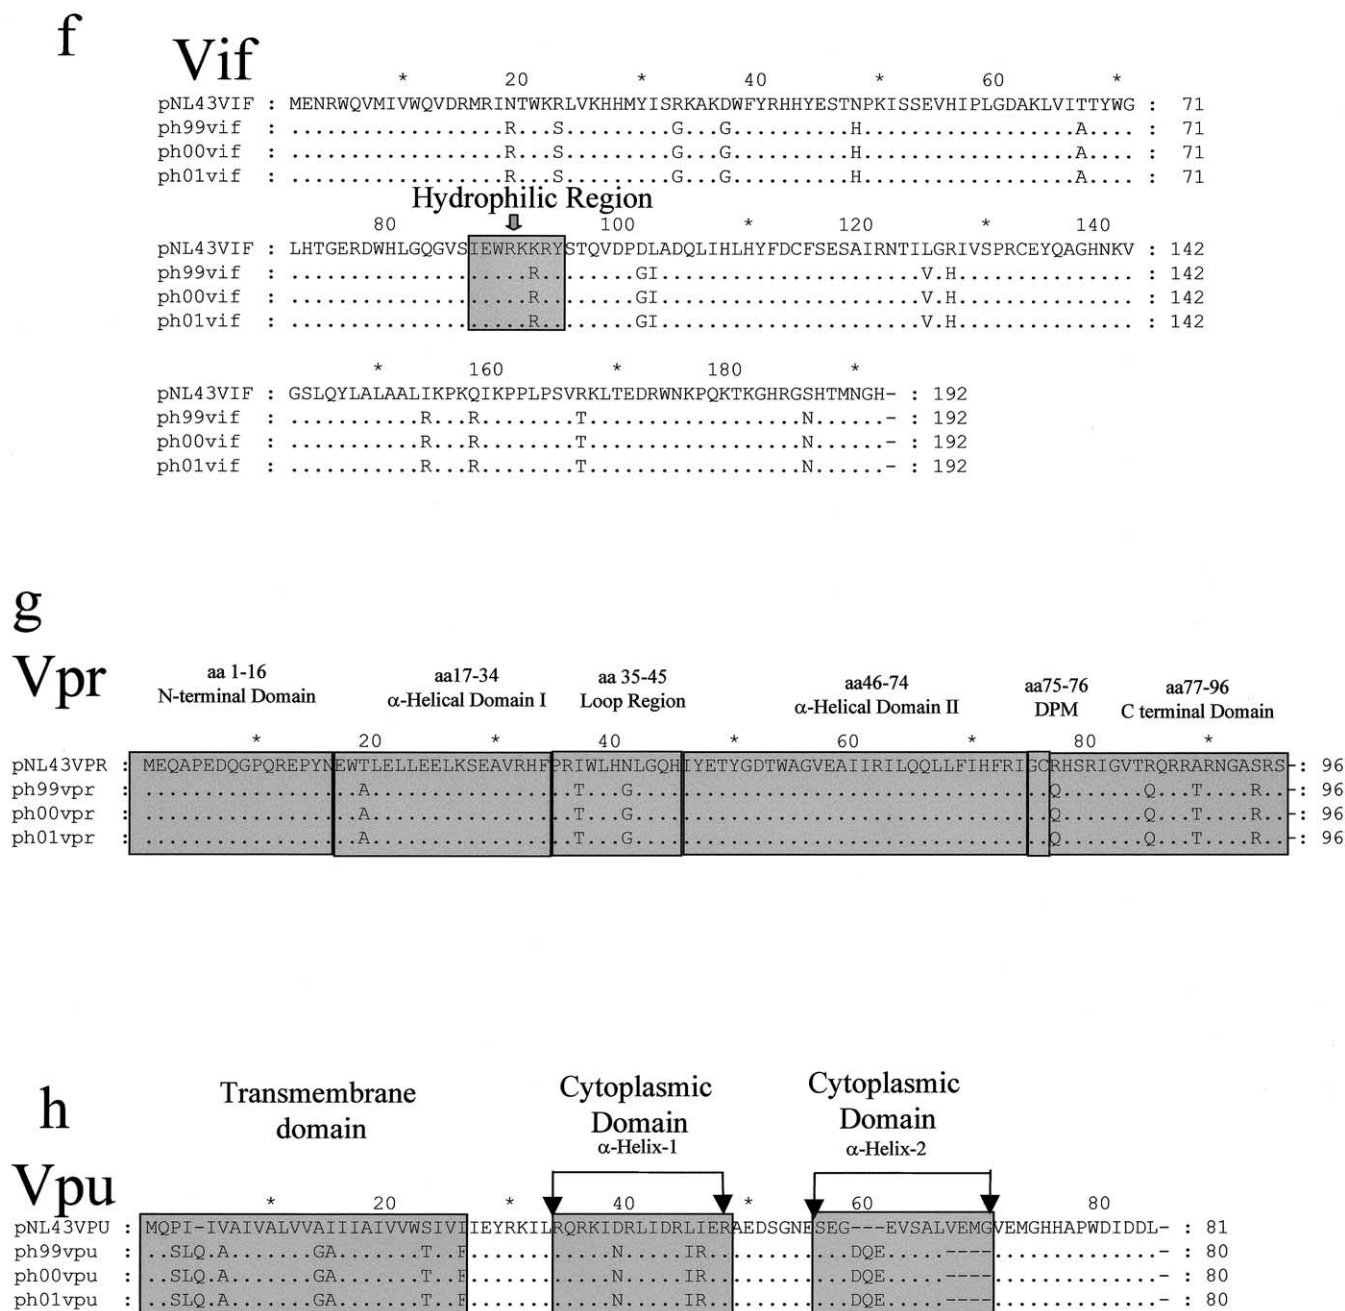 f
Vif
* 20 * 40 * 60 *
pNL43VIF : MENRWQVMIVWQVDRMRINTWKRLVKHHMYISRKAKDWFYRHHYESTNPKISSEVHIPLGDAKLVITTYWG : 71
ph99vif : ..................R...S.........G...G..........H..................A.... : 71
ph00vif : ..................R...S.........G...G..........H..................A.... : 71
ph01vif : ..................R...S.........G...G..........H..................A.... : 71
Hydrophilic Region
80 100 * 120 * 140
pNL43VIF : LHTGERDWHLGQGVSIEWRKKRYSTQVDPDLADQLIHLHYFDCFSESAIRNTILGRIVSPRCEYQAGHNKV : 142
ph99vif : ....................R........GI......................V.H............... : 142
ph00vif : ....................R........GI......................V.H............... : 142
ph01vif : ....................R........GI......................V.H............... : 142
* 160 * 180 *
pNL43VIF : GSLQYLALAALIKPKQIKPPLPSVRKLTEDRWNKPQKTKGHRGSHTMNGH- : 192
ph99vif : ...........R...R........T..................N......- : 192
ph00vif : ...........R...R........T..................N......- : 192
ph01vif : ...........R...R........T..................N......- : 192
g
Vpr
aa 1-16 aa17-34 aa 35-45 aa46-74 aa75-76 aa77-96
N-terminal Domain α-Helical Domain I Loop Region α-Helical Domain II DPM C terminal Domain
* 20 * 40 * 60 * 80 *
pNL43VPR : MEQAPEDQGPQREPYNEWTLELLEELKSEAVRHFPRIWLHNLGQHIYETYGDTWAGVEAIIRILQQLLFIHFRIGCRHSRIGVTRQRRARNGASRS-: 96
ph99vpr : ..................A.................T...G...................................Q.......Q...T....R..-: 96
ph00vpr : ..................A.................T...G...................................Q.......Q...T....R..-: 96
ph01vpr : ..................A.................T...G...................................Q.......Q...T....R..-: 96
h
Vpu
Transmembrane domain
Cytoplasmic Domain
α-Helix-1
Cytoplasmic Domain
α-Helix-2
* 20 * 40 * 60 80
pNL43VPU : MQPI-IVAIVALVVAIIIAIVVWSIVIIEYRKILRQRKIDRLIDRLIERAEDSGNESEG---EVSALVEMGVEMGHHAPWDIDDL- : 81
ph99vpu : ..SLQ.A.......GA.......T..F............N.....IR............DQE.....----..............- : 80
ph00vpu : ..SLQ.A.......GA.......T..F............N.....IR............DQE.....----..............- : 80
ph01vpu : ..SLQ.A.......GA.......T..F............N.....IR............DQE.....----..............- : 80